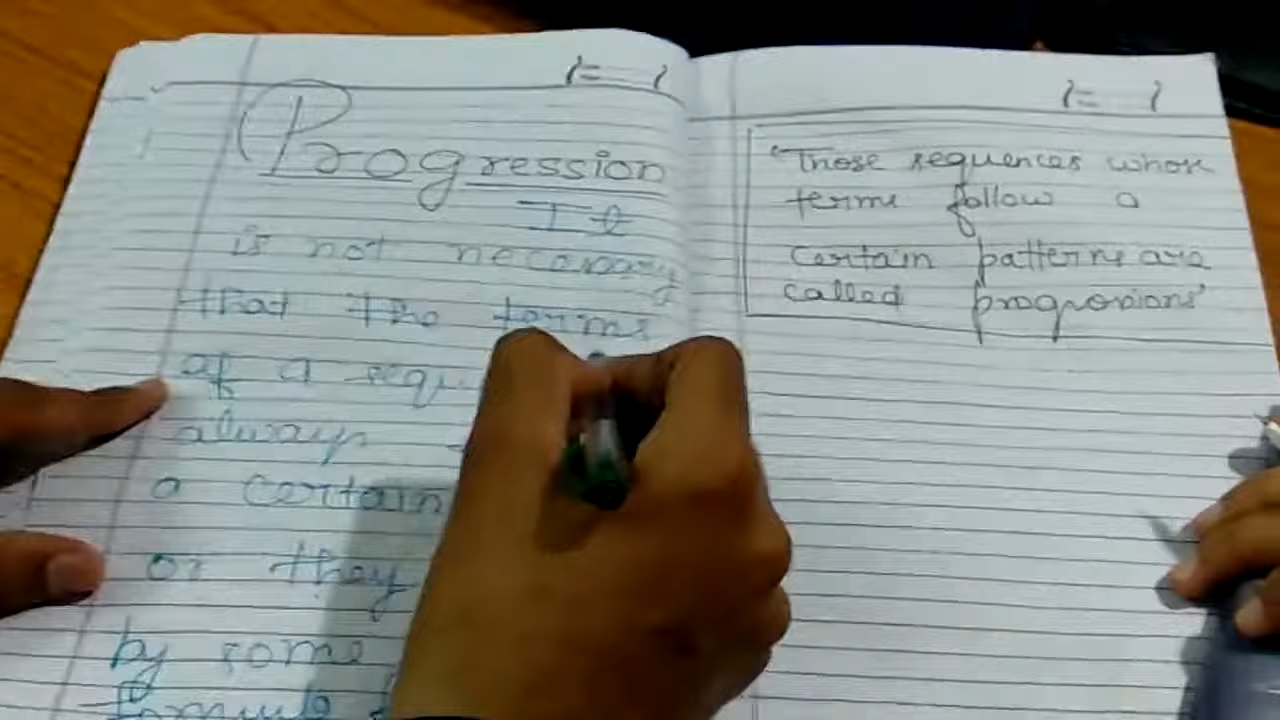 Progression
It
is not necessary
that the terms
of a sequ
always
a certain
or they
by some
formula
"Those sequences whose
terms follow a
certain patterns are
called progressions"